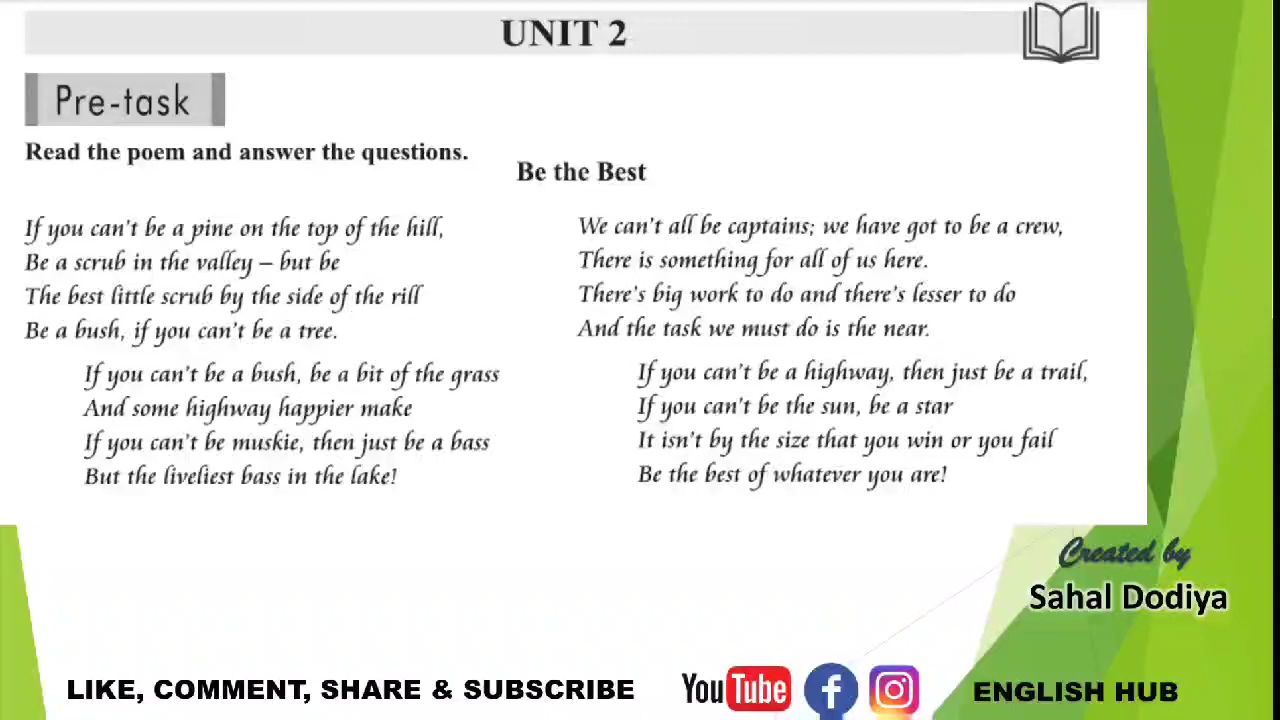 UNIT 2
Pre-task
Read the poem and answer the questions.
Be the Best
If you can't be a pine on the top of the hill,
Be a scrub in the valley – but be
The best little scrub by the side of the rill
Be a bush, if you can't be a tree.
If you can't be a bush, be a bit of the grass
And some highway happier make
If you can't be muskie, then just be a bass
But the liveliest bass in the lake!
We can't all be captains; we have got to be a crew,
There is something for all of us here.
There's big work to do and there's lesser to do
And the task we must do is the near.
If you can't be a highway, then just be a trail,
If you can't be the sun, be a star
It isn't by the size that you win or you fail
Be the best of whatever you are!
Created by
Sahal Dodiya
LIKE, COMMENT, SHARE & SUBSCRIBE
YouTube
ENGLISH HUB